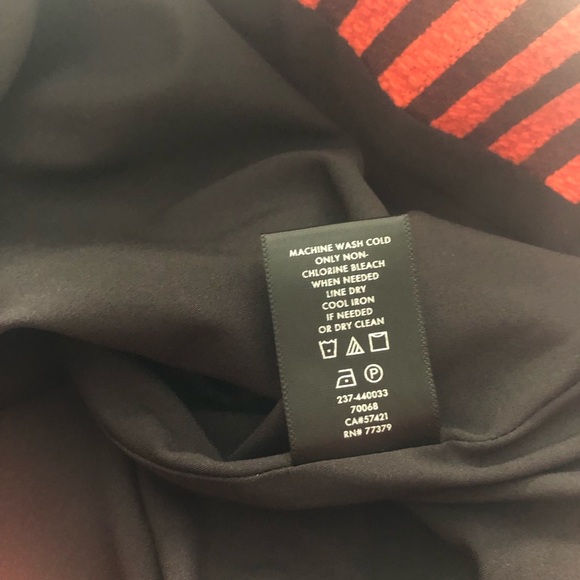 MACHINE WASH COLD
ONLY NON-
CHLORINE BLEACH
WHEN NEEDED
LINE DRY
COOL IRON
IF NEEDED
OR DRY CLEAN
P
237-440033
70068
CA#57421
RN# 77379